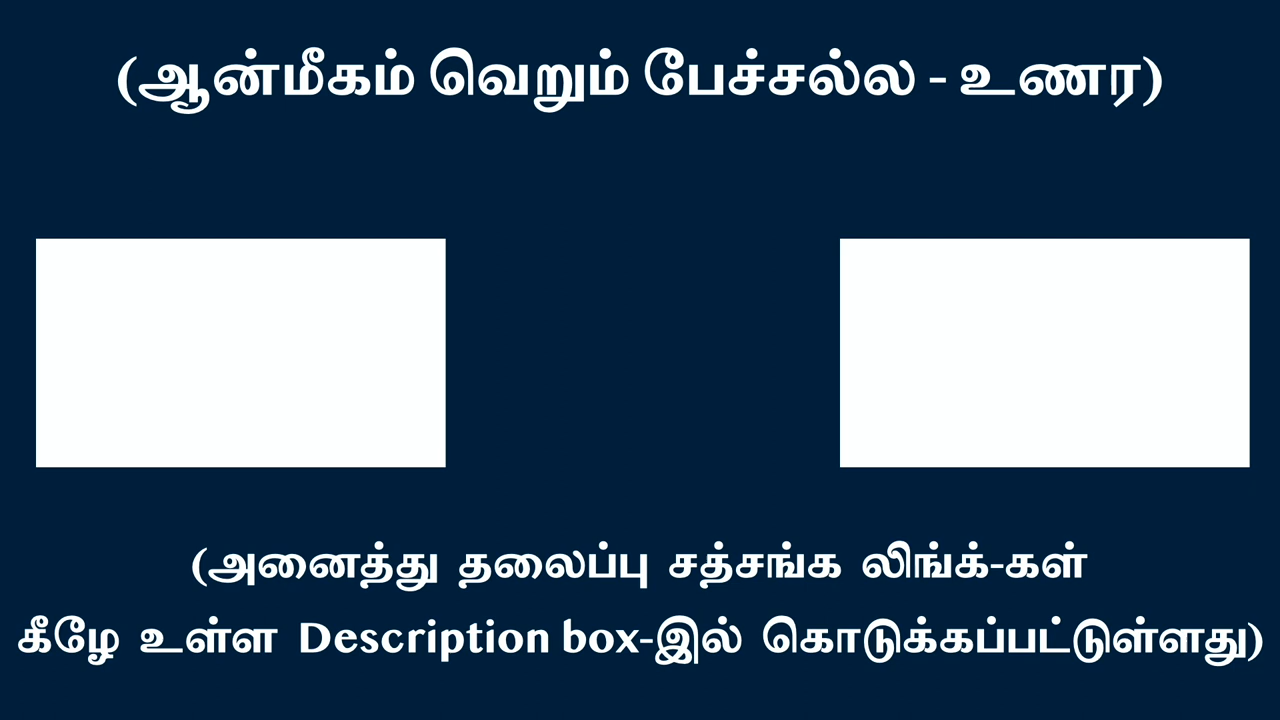 (ஆன்மீகம் வெறும் பேச்சல்ல - உணர)
(அனைத்து தலைப்பு சத்சங்க லிங்க்-கள்
கீழே உள்ள Description box-இல் கொடுக்கப்பட்டுள்ளது)